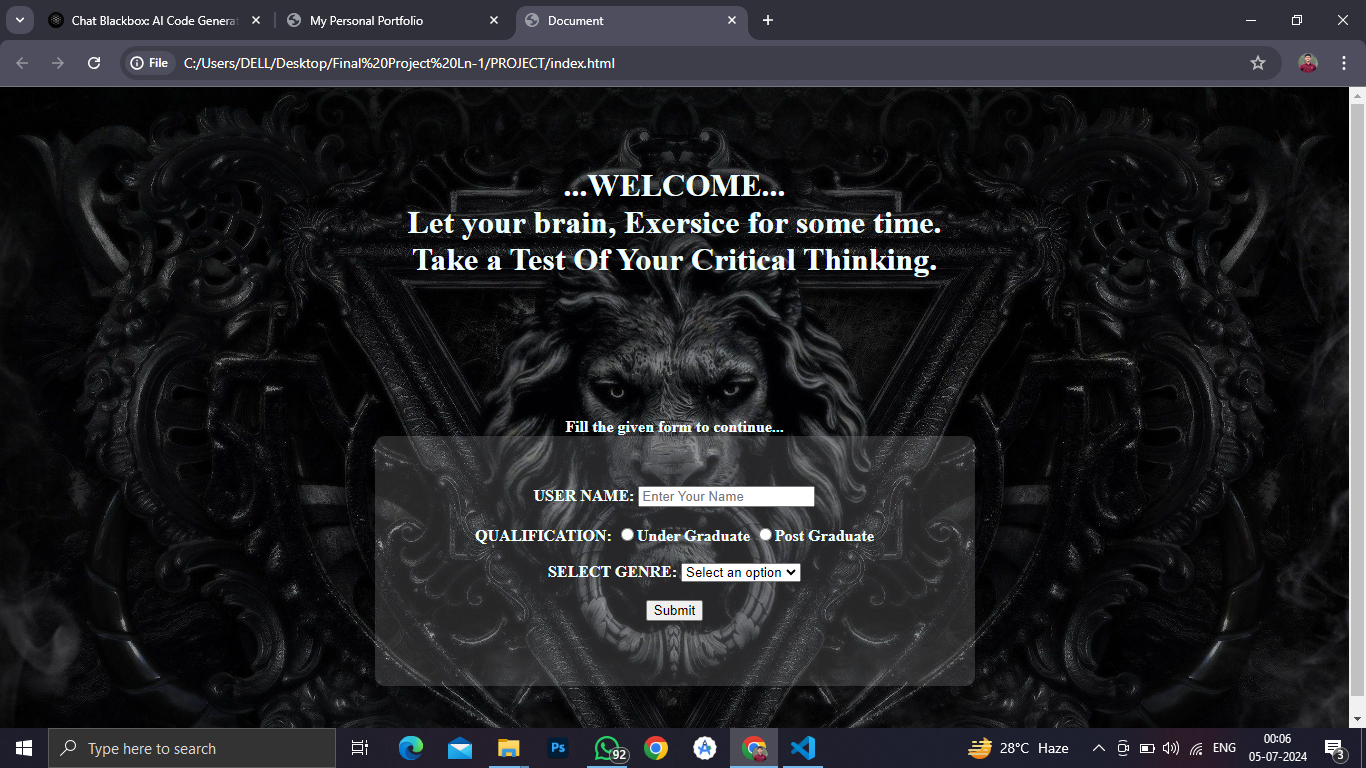 Chat Blackbox: AI Code Generat
My Personal Portfolio
Document
File
C:/Users/DELL/Desktop/Final%20Project%20Ln-1/PROJECT/index.html
...WELCOME...
Let your brain, Exersice for some time.
Take a Test Of Your Critical Thinking.
Fill the given form to continue...
USER NAME: Enter Your Name
QUALIFICATION: Under Graduate Post Graduate
SELECT GENRE: Select an option
Submit
Type here to search
Ps
92
28°C Haze
ENG
00:06
05-07-2024
3